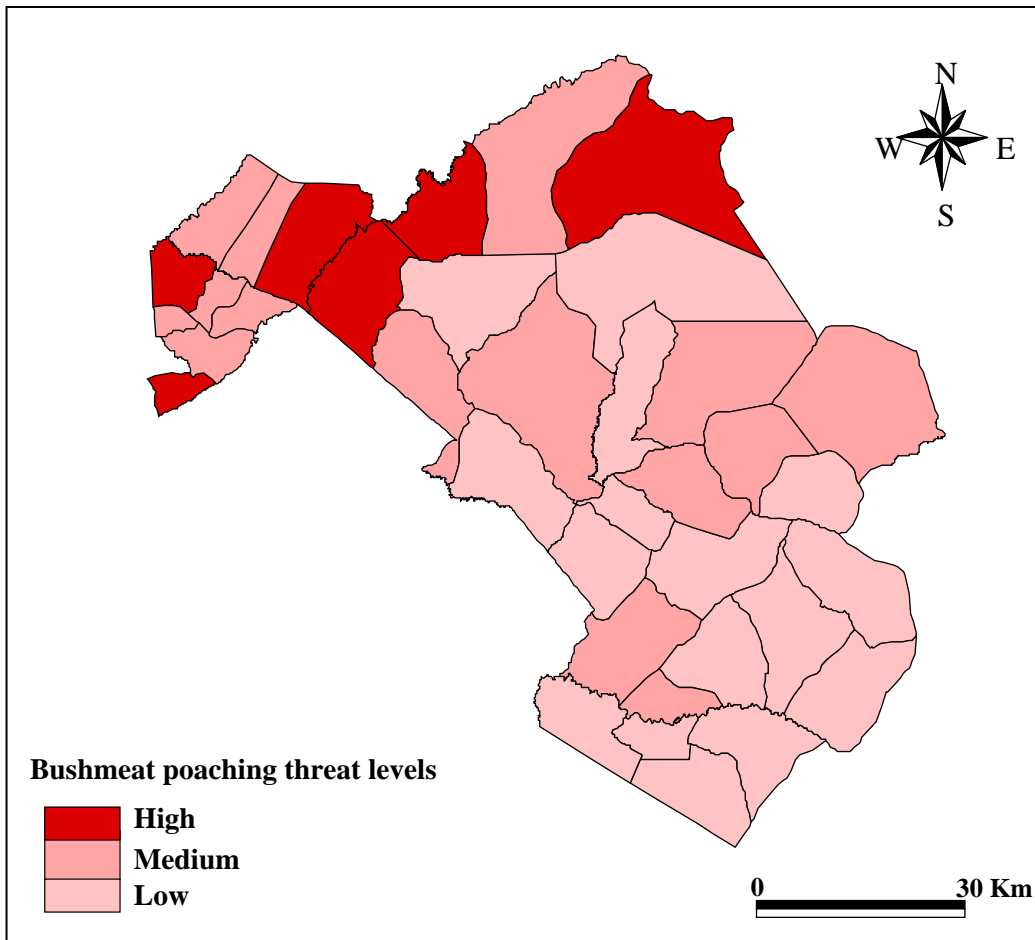 N
W E
S
Bushmeat poaching threat levels
High
Medium
Low
0 30 Km